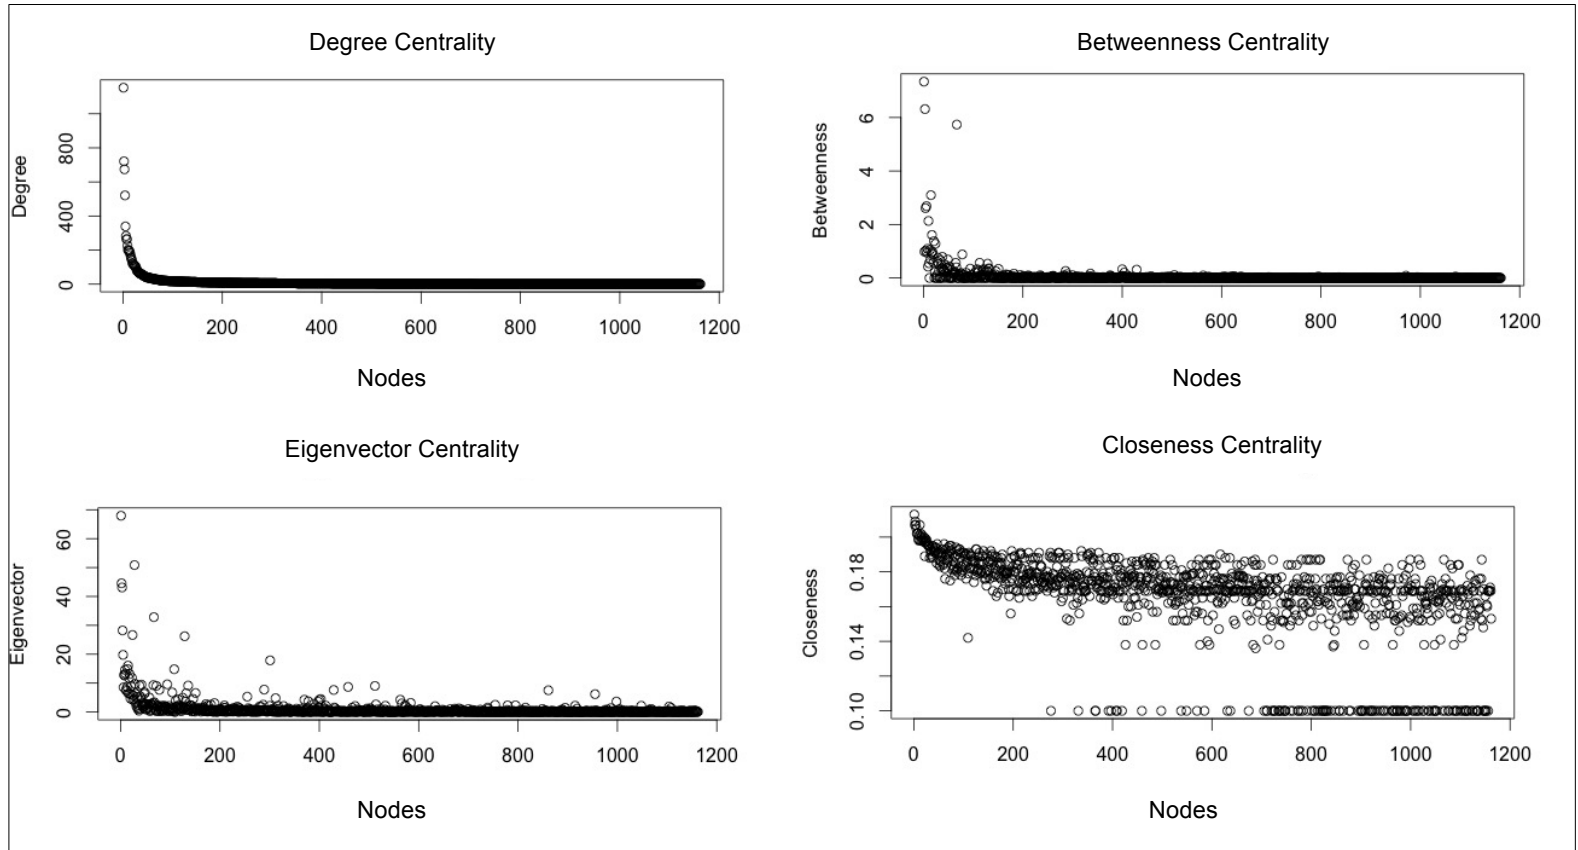 Degree Centrality
Degree
0 400 800
0 200 400 600 800 1000 1200
Nodes
Betweenness Centrality
Betweenness
0 2 4 6
0 200 400 600 800 1000 1200
Nodes
Eigenvector Centrality
Eigenvector
0 20 40 60
0 200 400 600 800 1000 1200
Nodes
Closeness Centrality
Closeness
0.10 0.14 0.18
0 200 400 600 800 1000 1200
Nodes